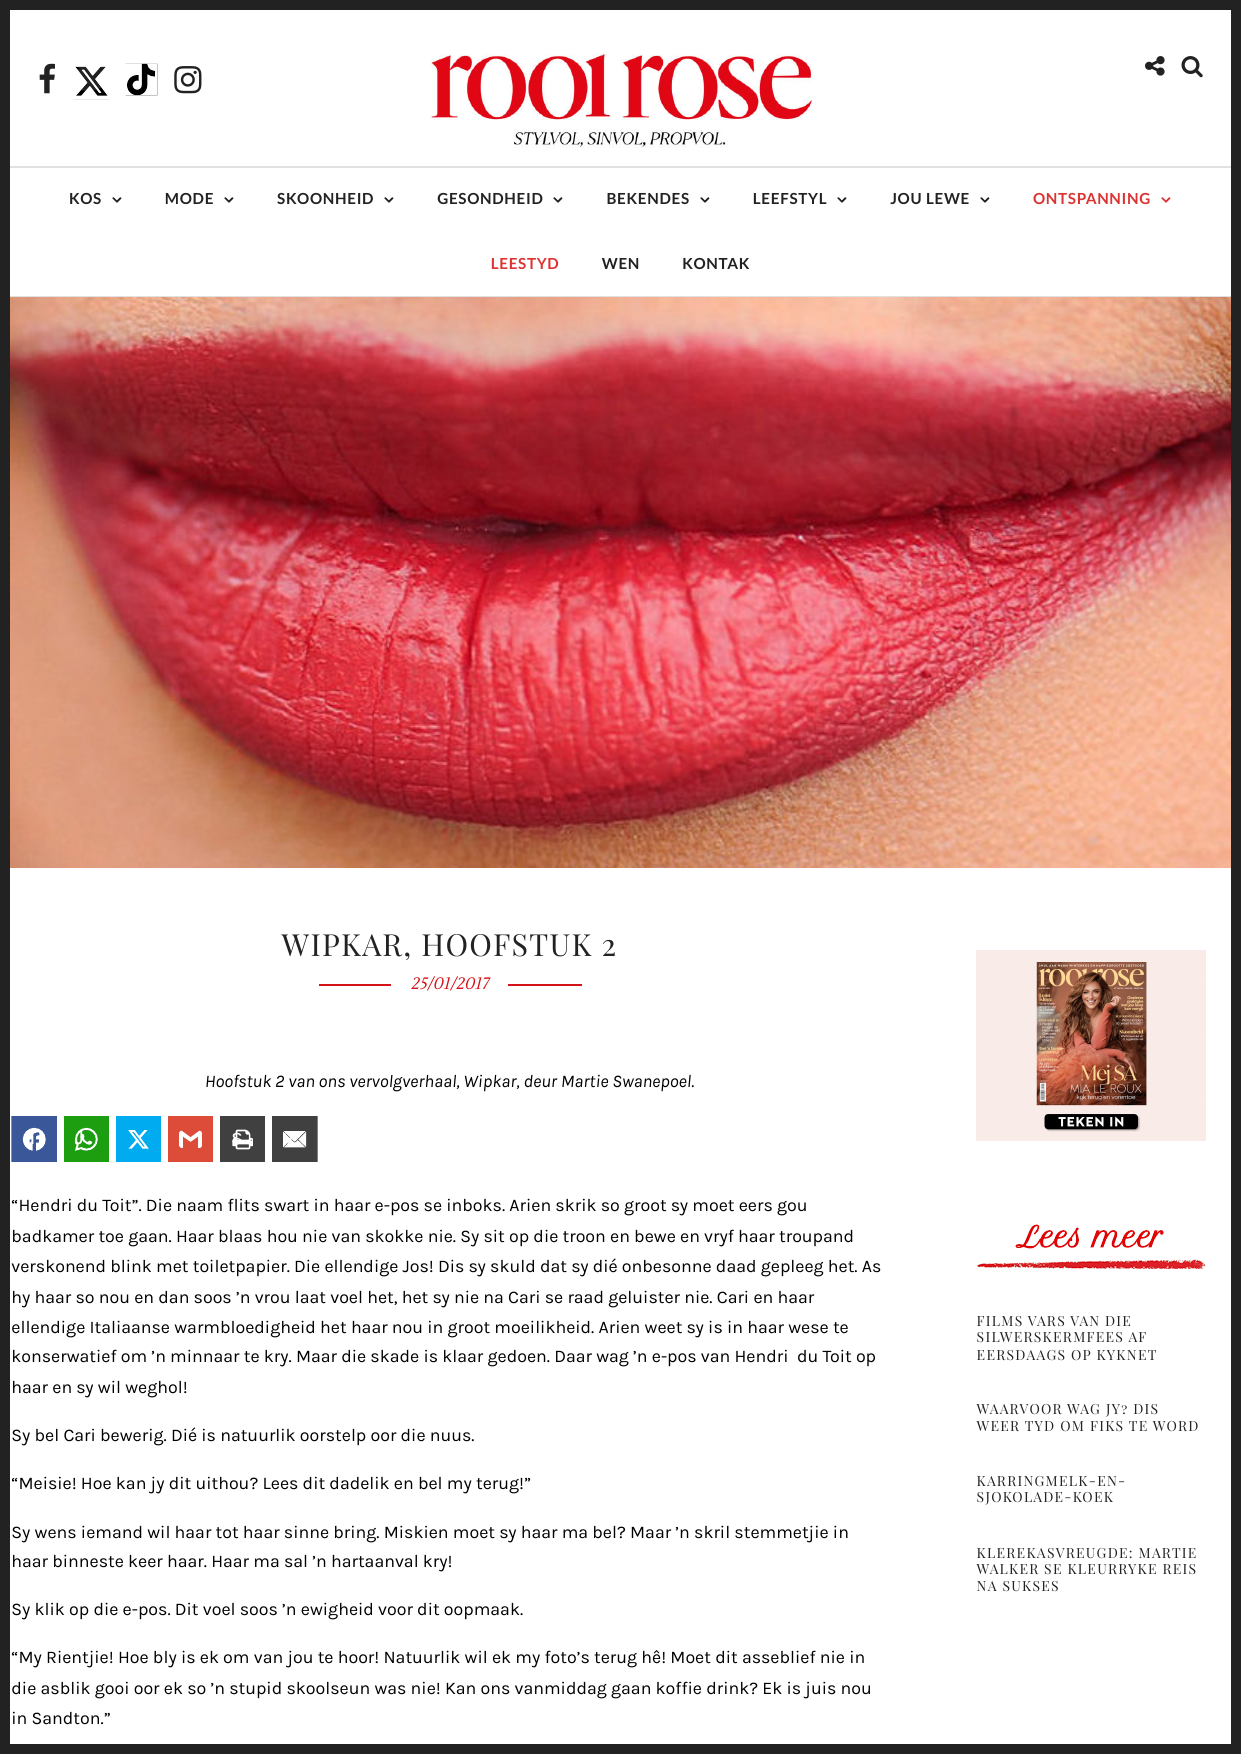 rooi rose
STYLVOL, SINVOL, PROPVOL.
KOS MODE SKOONHEID GESONDHEID BEKENDES LEEFSTYL JOU LEWE ONTSPANNING
LEESTYD WEN KONTAK
WIPKAR, HOOFSTUK 2
25/01/2017
Hoofstuk 2 van ons vervolgverhaal, Wipkar, deur Martie Swanepoel.
“Hendri du Toit”. Die naam flits swart in haar e-pos se inboks. Arien skrik so groot sy moet eers gou
badkamer toe gaan. Haar blaas hou nie van skokke nie. Sy sit op die troon en bewe en vryf haar troupand
verskonend blink met toiletpapier. Die ellendige Jos! Dis sy skuld dat sy dié onbesonne daad gepleeg het. As
hy haar so nou en dan soos ’n vrou laat voel het, het sy nie na Cari se raad geluister nie. Cari en haar
ellendige Italiaanse warmbloedigheid het haar nou in groot moeilikheid. Arien weet sy is in haar wese te
konserwatief om ’n minnaar te kry. Maar die skade is klaar gedoen. Daar wag ’n e-pos van Hendri  du Toit op
haar en sy wil weghol!
Sy bel Cari bewerig. Dié is natuurlik oorstelp oor die nuus.
“Meisie! Hoe kan jy dit uithou? Lees dit dadelik en bel my terug!”
Sy wens iemand wil haar tot haar sinne bring. Miskien moet sy haar ma bel? Maar ’n skril stemmetjie in
haar binneste keer haar. Haar ma sal ’n hartaanval kry!
Sy klik op die e-pos. Dit voel soos ’n ewigheid voor dit oopmaak.
“My Rientjie! Hoe bly is ek om van jou te hoor! Natuurlik wil ek my foto’s terug hê! Moet dit asseblief nie in
die asblik gooi oor ek so ’n stupid skoolseun was nie! Kan ons vanmiddag gaan koffie drink? Ek is juis nou
in Sandton.”
rooi rose
Mej SA
MIA LE ROUX
kyk terug en vorentoe
TEKEN IN
Lees meer
FILMS VARS VAN DIE
SILWERSKERMFEES AF
EERSDAAGS OP KYKNET
WAARVOOR WAG JY? DIS
WEER TYD OM FIKS TE WORD
KARRINGMELK-EN-
SJOKOLADE-KOEK
KLEREKASVREUGDE: MARTIE
WALKER SE KLEURRYKE REIS
NA SUKSES